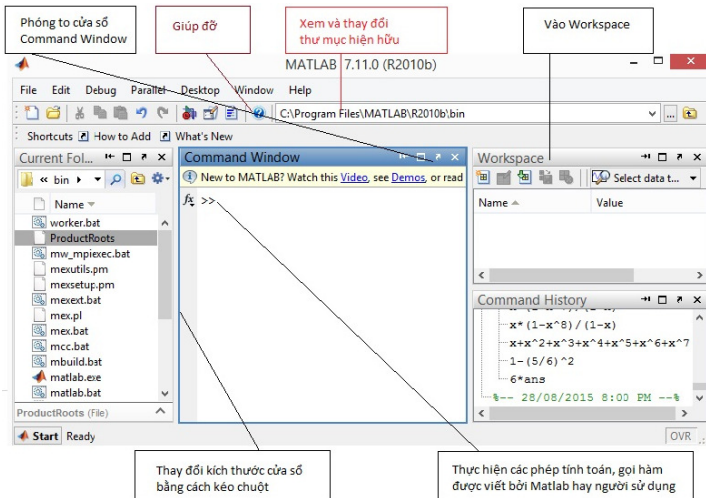 Phóng to cửa sổ
Command Window
Giúp đỡ
Xem và thay đổi
thư mục hiện hữu
Vào Workspace
MATLAB 7.11.0 (R2010b)
File Edit Debug Parallel Desktop Window Help
C:\Program Files\MATLAB\R2010b\bin
Shortcuts How to Add What's New
Current Fol...
« bin
Name
worker.bat
ProductRoots
mw_mpiexec.bat
mexutils.pm
mexsetup.pm
mexext.bat
mex.pl
mex.bat
mcc.bat
mbuild.bat
matlab.exe
matlab.bat
ProductRoots (File)
Command Window
New to MATLAB? Watch this Video, see Demos, or read
fx >>
Workspace
Select data t...
Name Value
Command History
x*(1-x^8)/(1-x)
x+x^2+x^3+x^4+x^5+x^6+x^7
1-(5/6)^2
6*ans
%-- 28/08/2015 8:00 PM --%
Start Ready
OVR
Thay đổi kích thước cửa sổ
bằng cách kéo chuột
Thực hiện các phép tính toán, gọi hàm
được viết bởi Matlab hay người sử dụng